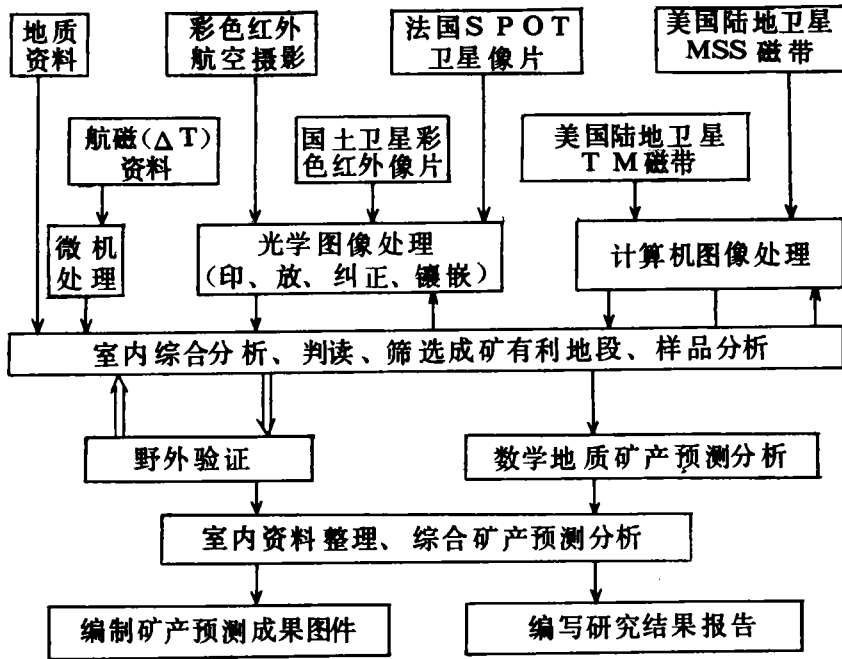 地质
资料
彩色红外
航空摄影
法国SPOT
卫星像片
美国陆地卫星
MSS磁带
航磁(ΔT)
资料
国土卫星彩
色红外像片
美国陆地卫星
TM磁带
微机
处理
光学图像处理
(印、放、纠正、镶嵌)
计算机图像处理
室内综合分析、判读、筛选成矿有利地段、样品分析
野外验证
数学地质矿产预测分析
室内资料整理、综合矿产预测分析
编制矿产预测成果图件
编写研究结果报告